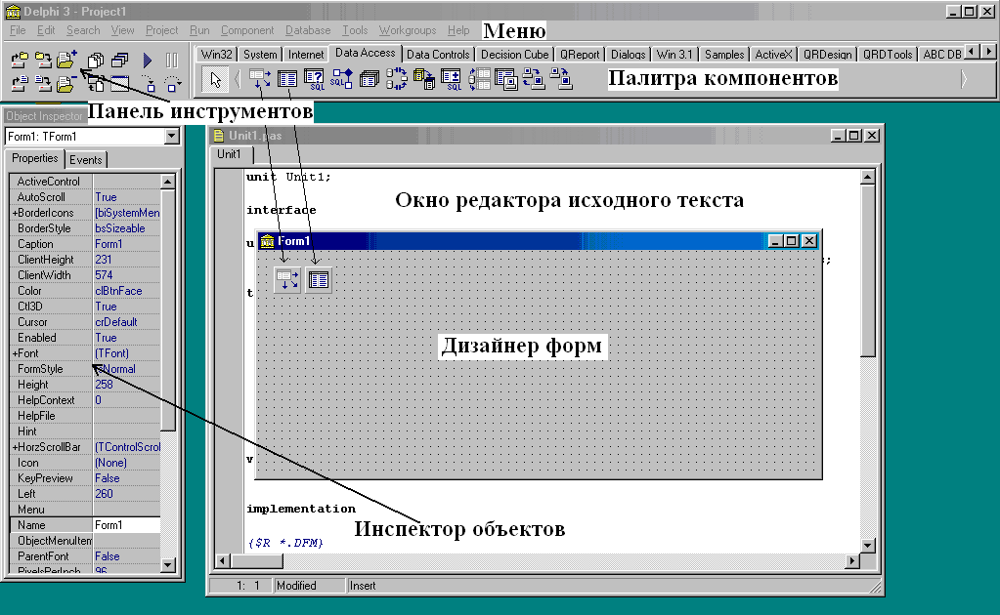 Delphi 3 - Project1
File Edit Search View Project Run Component Database Tools Workgroups Help
Меню
Win32 System Internet Data Access Data Controls Decision Cube QReport Dialogs Win 3.1 Samples ActiveX QRDesign QRDTools ABC DB
SQL SQL SQL
Палитра компонентов
Панель инструментов
Object Inspector
Form1: TForm1
Properties Events
ActiveControl
AutoScroll True
+BorderIcons [biSystemMen
BorderStyle bsSizeable
Caption Form1
ClientHeight 231
ClientWidth 574
Color clBtnFace
Ctl3D True
Cursor crDefault
Enabled True
+Font (TFont)
FormStyle Normal
Height 258
HelpContext 0
HelpFile
Hint
+HorzScrollBar (TControlScrol
Icon (None)
KeyPreview False
Left 260
Menu
Name Form1
ObjectMenuItem
ParentFont False
PixelsPerInch 96
Unit1.pas
Unit1
unit Unit1;
interface
Окно редактора исходного текста
u
s;
t
Form1
Дизайнер форм
v
implementation
Инспектор объектов
{$R *.DFM}
1: 1 Modified Insert